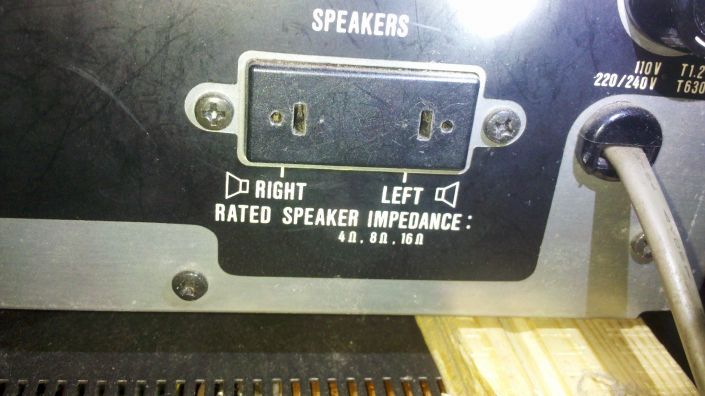 SPEAKERS
110V T1.2
220/240V T630
RIGHT LEFT
RATED SPEAKER IMPEDANCE:
4Ω, 8Ω, 16Ω